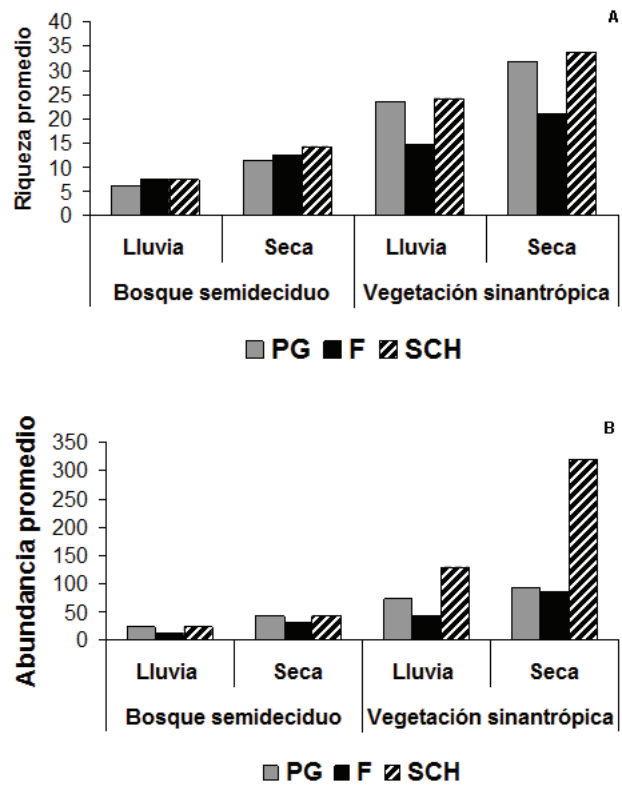 A
Riqueza promedio
40
35
30
25
20
15
10
5
0
Lluvia Seca Lluvia Seca
Bosque semideciduo Vegetación sinantrópica
PG F SCH
B
Abundancia promedio
350
300
250
200
150
100
50
0
Lluvia Seca Lluvia Seca
Bosque semideciduo Vegetación sinantrópica
PG F SCH